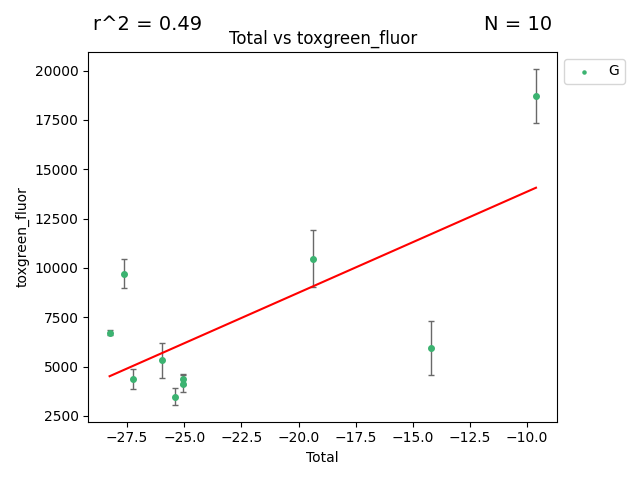 r^2 = 0.49
N = 10
Total vs toxgreen_fluor
G
20000
17500
15000
12500
10000
7500
5000
2500
toxgreen_fluor
−27.5 −25.0 −22.5 −20.0 −17.5 −15.0 −12.5 −10.0
Total